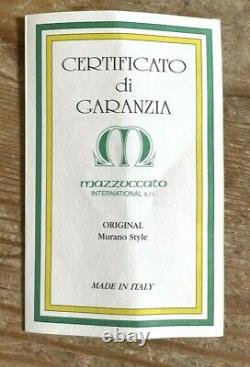 CERTIFICATO
di
GARANZIA
mazzuccato
INTERNATIONAL s.r.l.
ORIGINAL
Murano Style
MADE IN ITALY